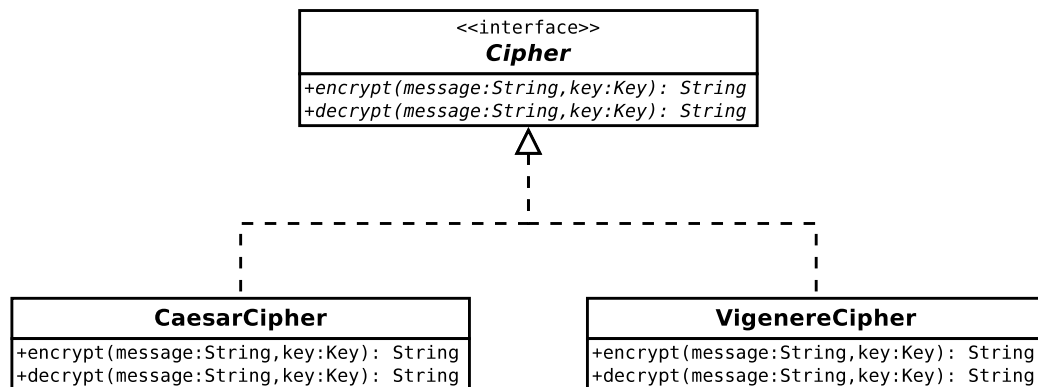 <<interface>>
Cipher
+encrypt(message:String,key:Key): String
+decrypt(message:String,key:Key): String
CaesarCipher
+encrypt(message:String,key:Key): String
+decrypt(message:String,key:Key): String
VigenereCipher
+encrypt(message:String,key:Key): String
+decrypt(message:String,key:Key): String